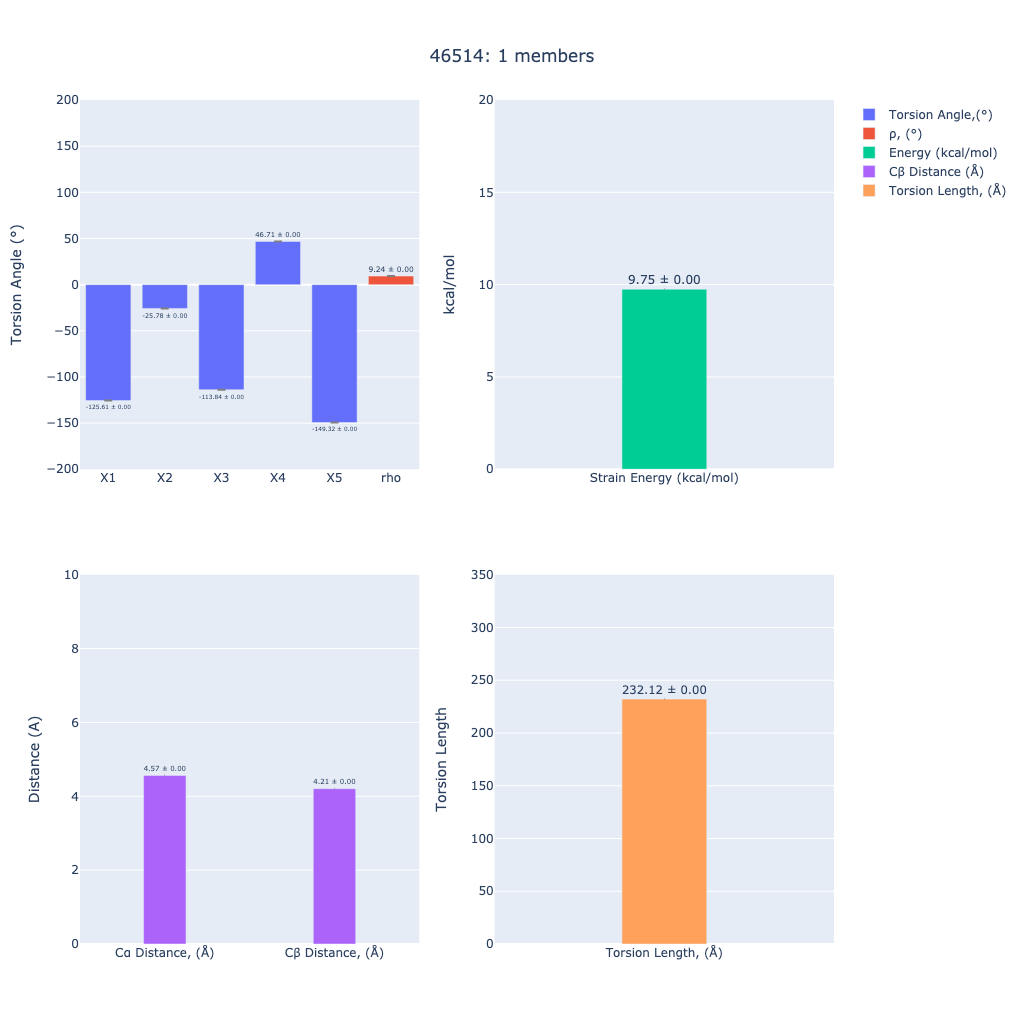 46514: 1 members
Torsion Angle (°)
200
150
100
50
0
−50
−100
−150
−200
-125.61 ± 0.00
-25.78 ± 0.00
-113.84 ± 0.00
46.71 ± 0.00
-149.32 ± 0.00
9.24 ± 0.00
X1 X2 X3 X4 X5 rho
kcal/mol
20
15
10
5
0
9.75 ± 0.00
Strain Energy (kcal/mol)
Torsion Angle,(°)
ρ, (°)
Energy (kcal/mol)
Cβ Distance (Å)
Torsion Length, (Å)
Distance (A)
10
8
6
4
2
0
4.57 ± 0.00
4.21 ± 0.00
Cα Distance, (Å) Cβ Distance, (Å)
Torsion Length
350
300
250
200
150
100
50
0
232.12 ± 0.00
Torsion Length, (Å)